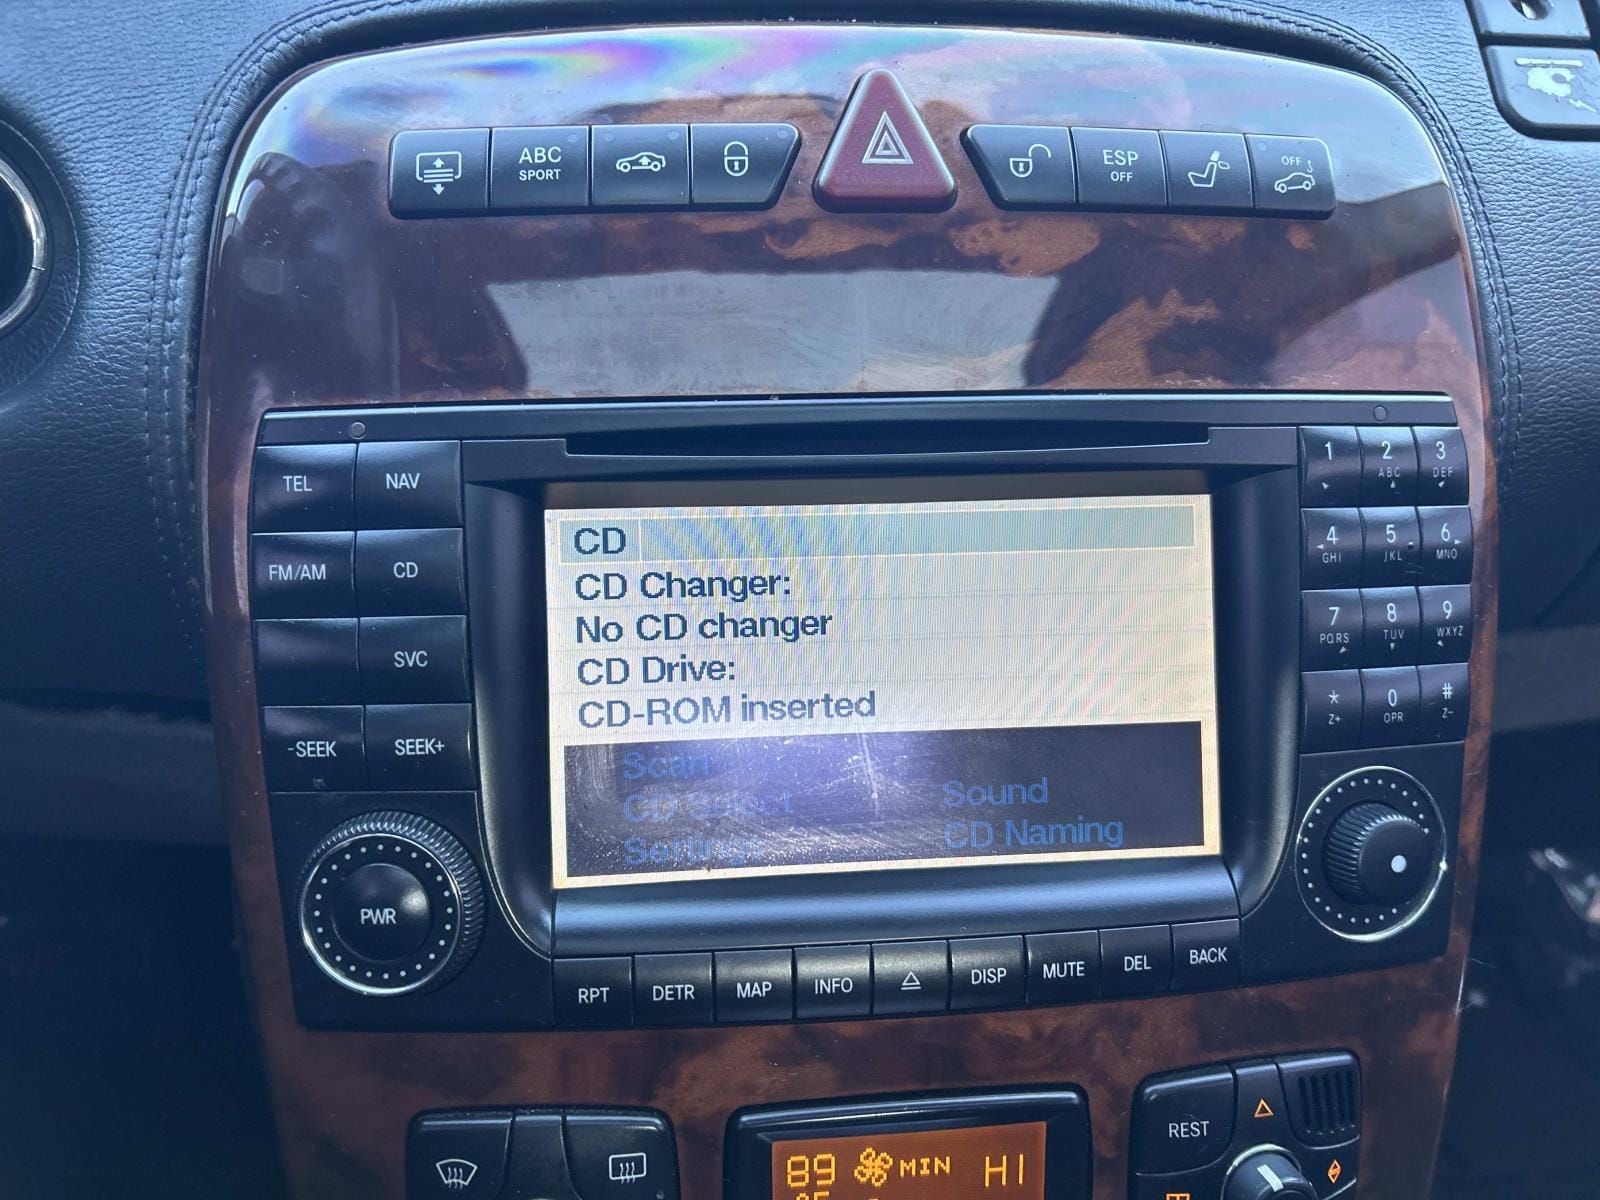 ABC
SPORT
ESP
OFF
OFF
TEL
NAV
FM/AM
CD
SVC
-SEEK
SEEK+
PWR
CD
CD Changer:
No CD changer
CD Drive:
CD-ROM inserted
Scan
CD Select
Sound
Settings
CD Naming
1
2
ABC
3
DEF
4
GHI
5
JKL
6
MNO
7
PQRS
8
TUV
9
WXYZ
*
Z+
0
OPR
#
Z-
RPT
DETR
MAP
INFO
DISP
MUTE
DEL
BACK
REST
89 MIN HI